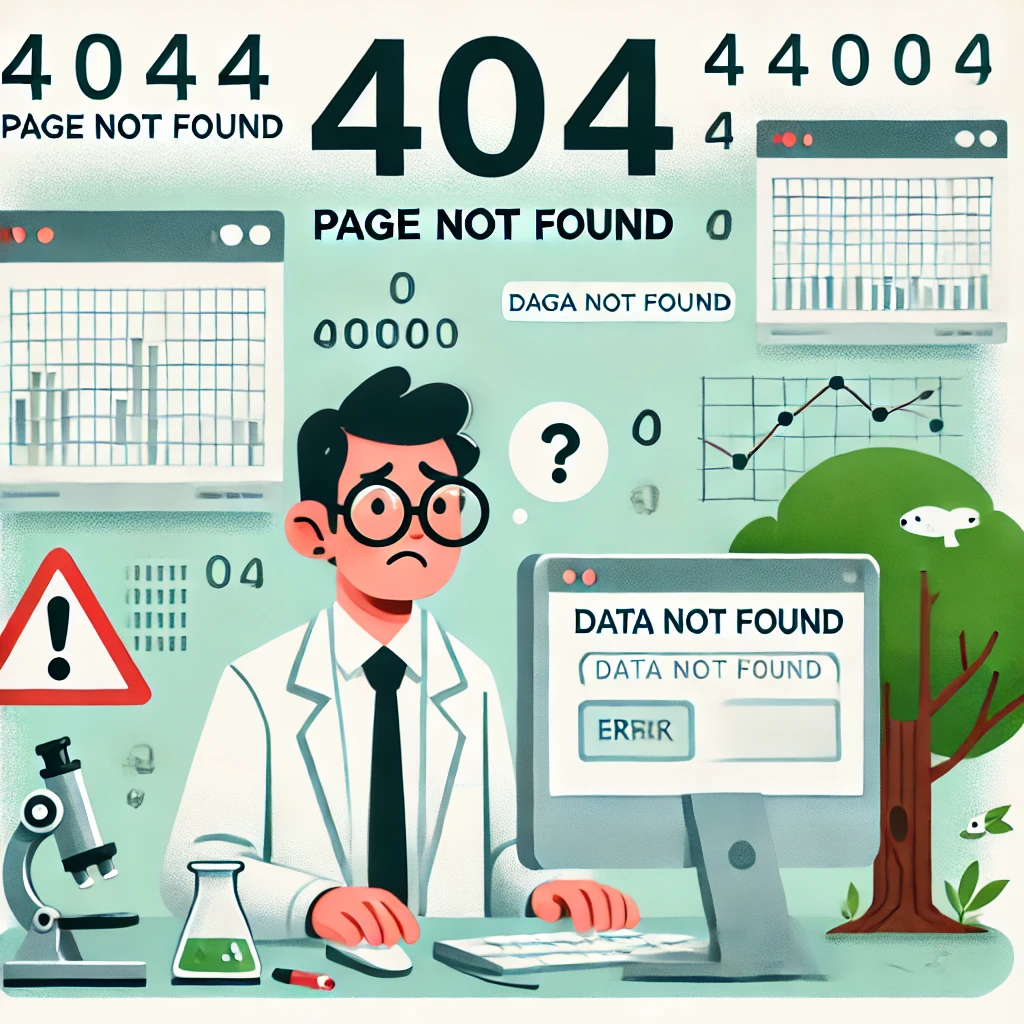 4044
PAGE NOT FOUND
404
PAGE NOT FOUND
44004
4
0
0
00000
DAGA NOT FOUND
?
0
!
04
DATA NOT FOUND
DATA NOT FOUND